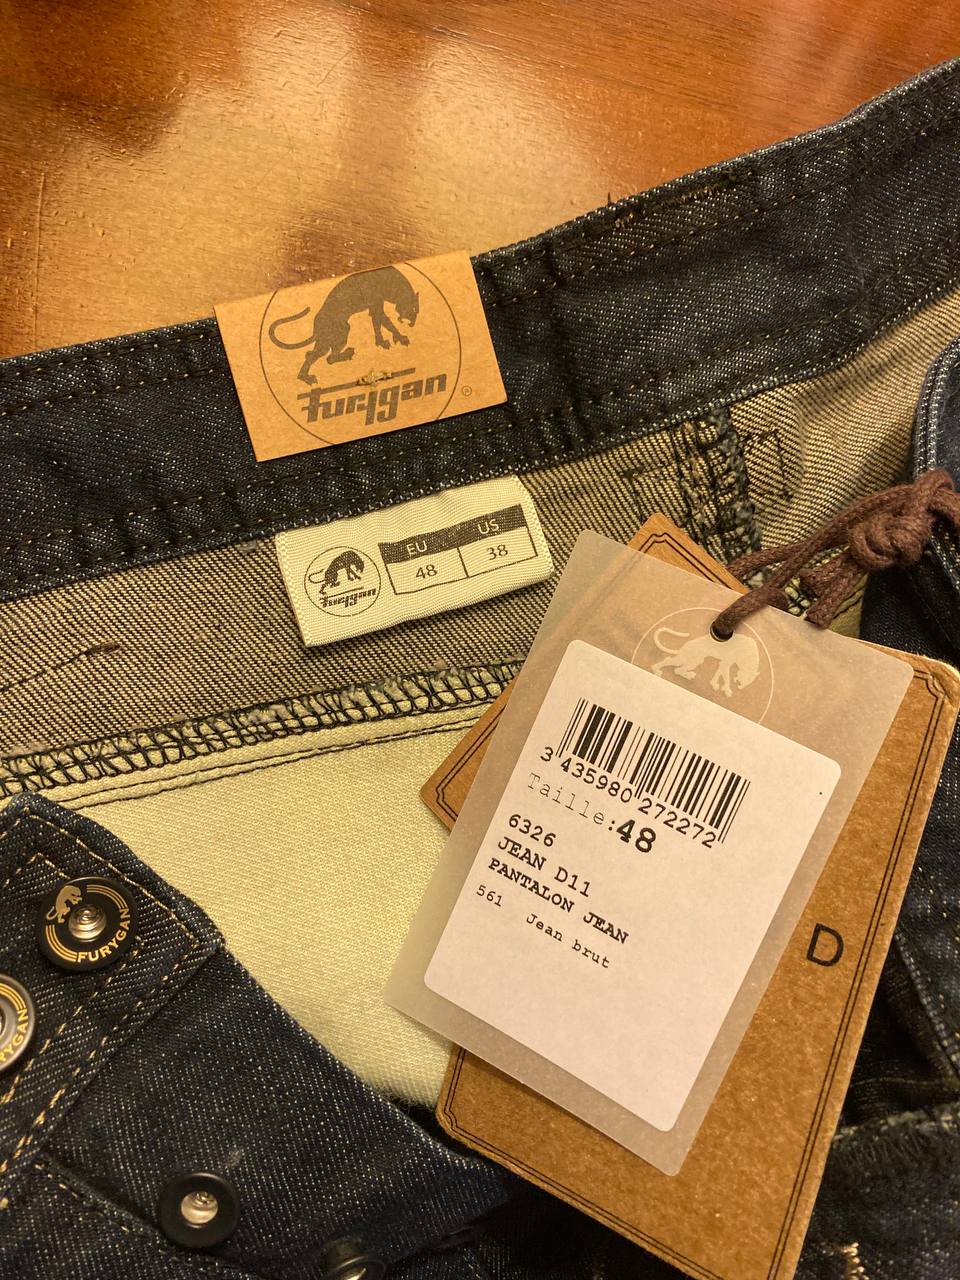 furygan ®
EU US
48 38
furygan
3 435980 272272
Taille:48
6326
JEAN D11
PANTALON JEAN
561 Jean brut
D
FURYGAN
FURYGAN